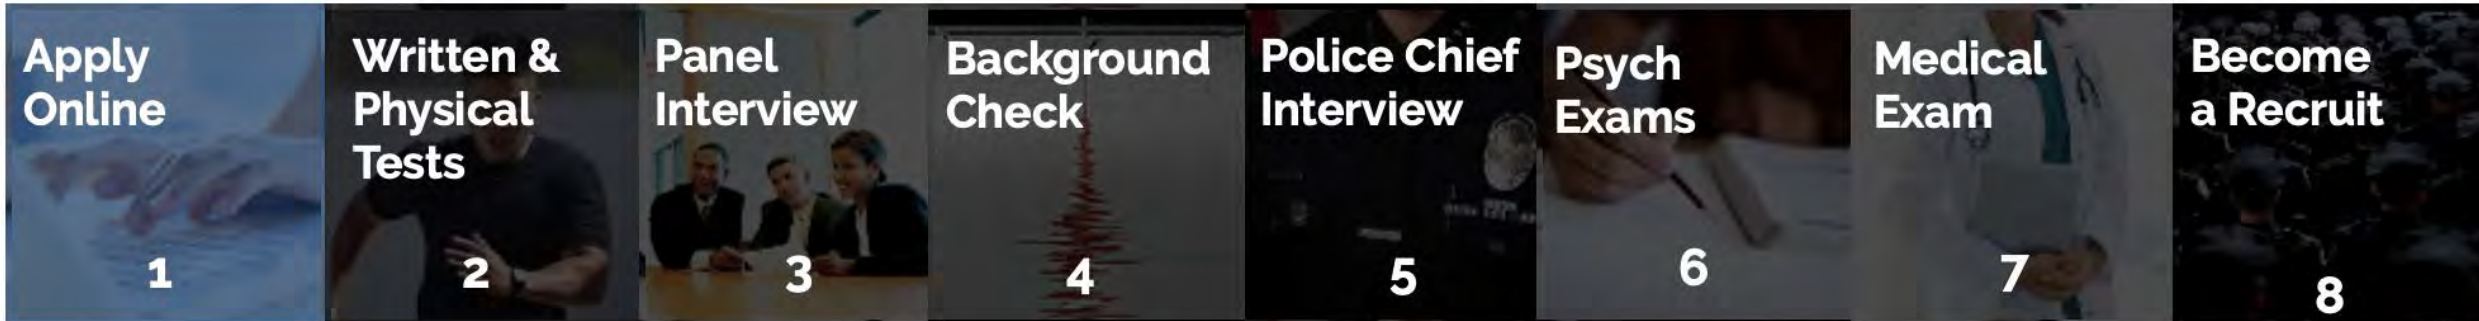 Apply
Online
1
Written &
Physical
Tests
2
Panel
Interview
3
Background
Check
4
Police Chief
Interview
5
Psych
Exams
6
Medical
Exam
7
Become
a Recruit
8